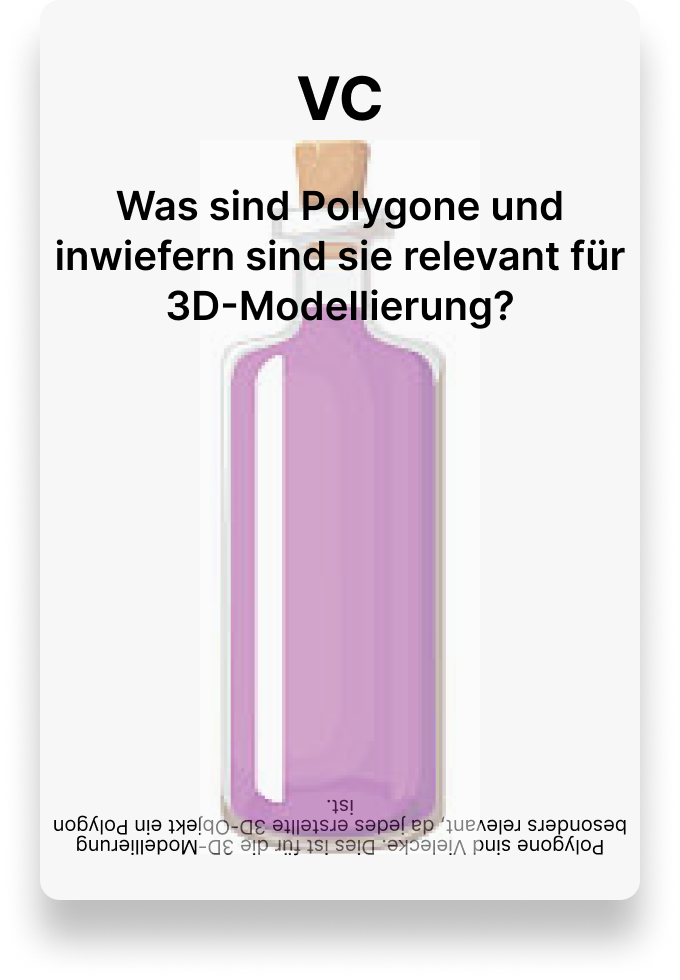 VC
Was sind Polygone und
inwiefern sind sie relevant für
3D-Modellierung?
Polygone sind Vielecke. Dies ist für die 3D-Modellierung
besonders relevant, da jedes erstellte 3D-Objekt ein Polygon
ist.